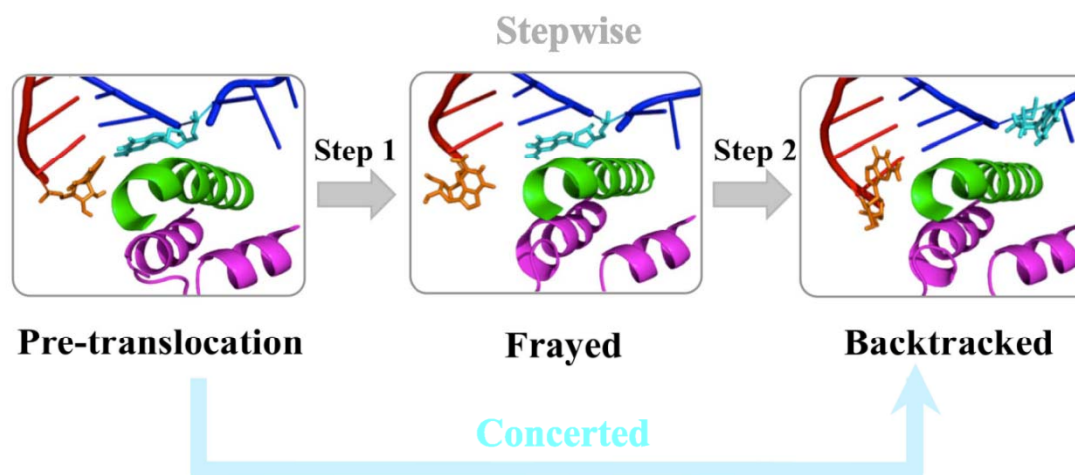 Stepwise
Step 1
Step 2
Pre-translocation
Frayed
Backtracked
Concerted